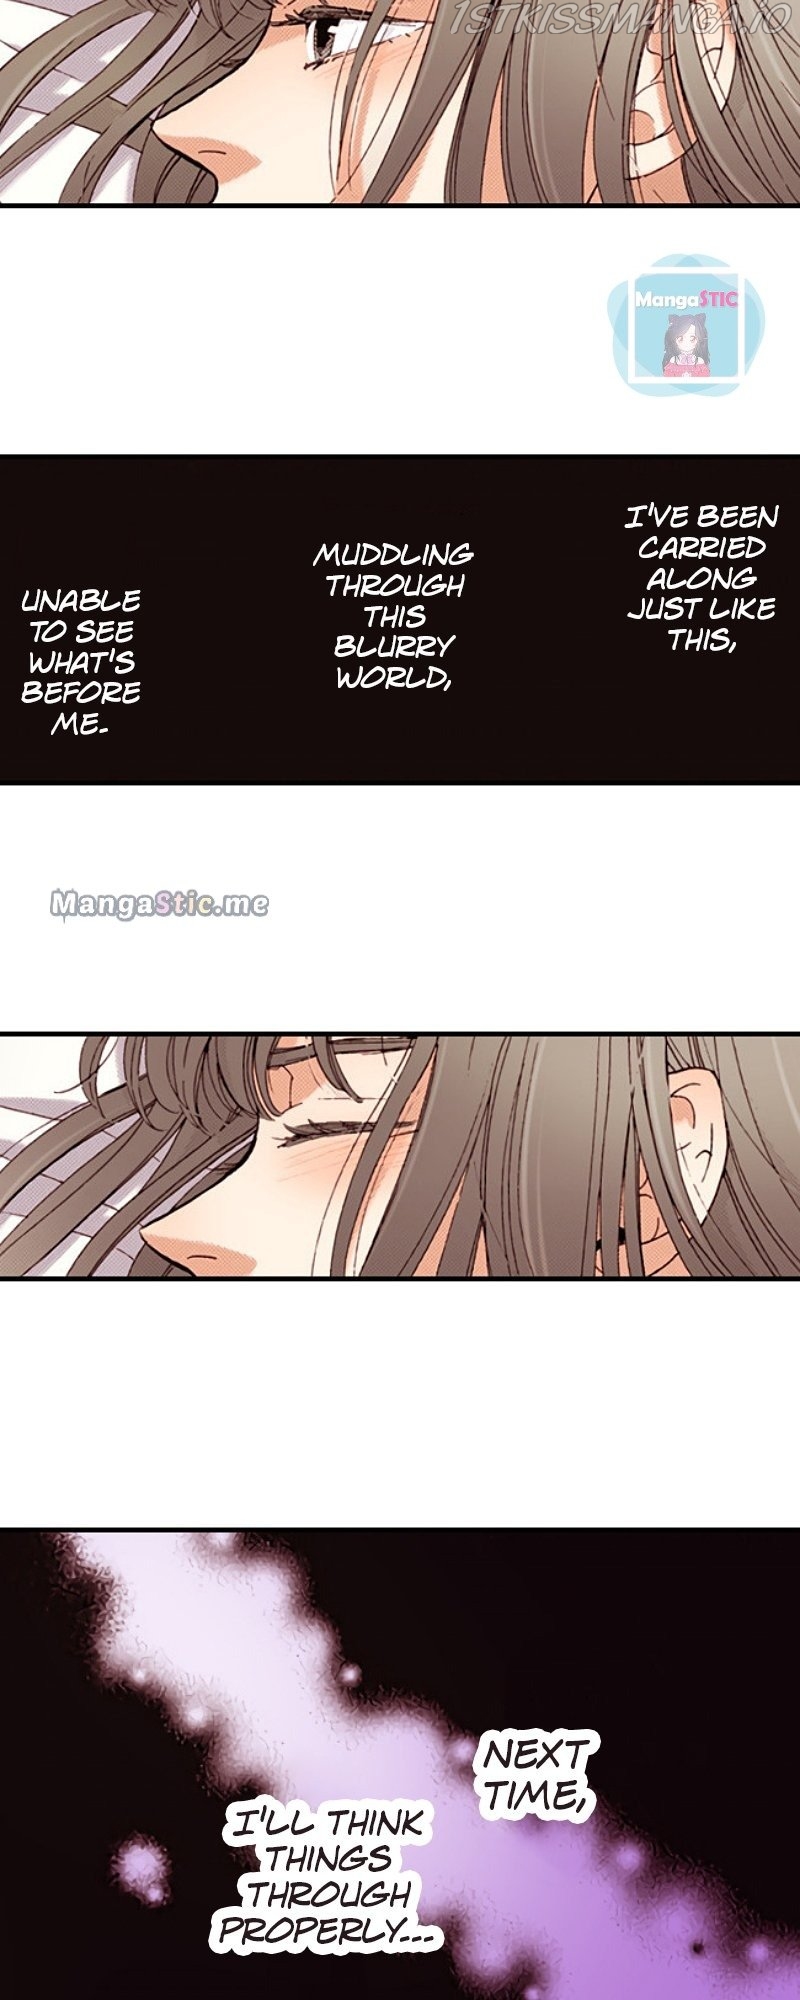 1STKISSMANGA.IO
MangaSTIC
I'VE BEEN
CARRIED
ALONG
JUST LIKE
THIS,
MUDDLING
THROUGH
THIS
BLURRY
WORLD,
UNABLE
TO SEE
WHAT'S
BEFORE
ME.
MangaStic.me
NEXT
TIME,
I'LL THINK
THINGS
THROUGH
PROPERLY...